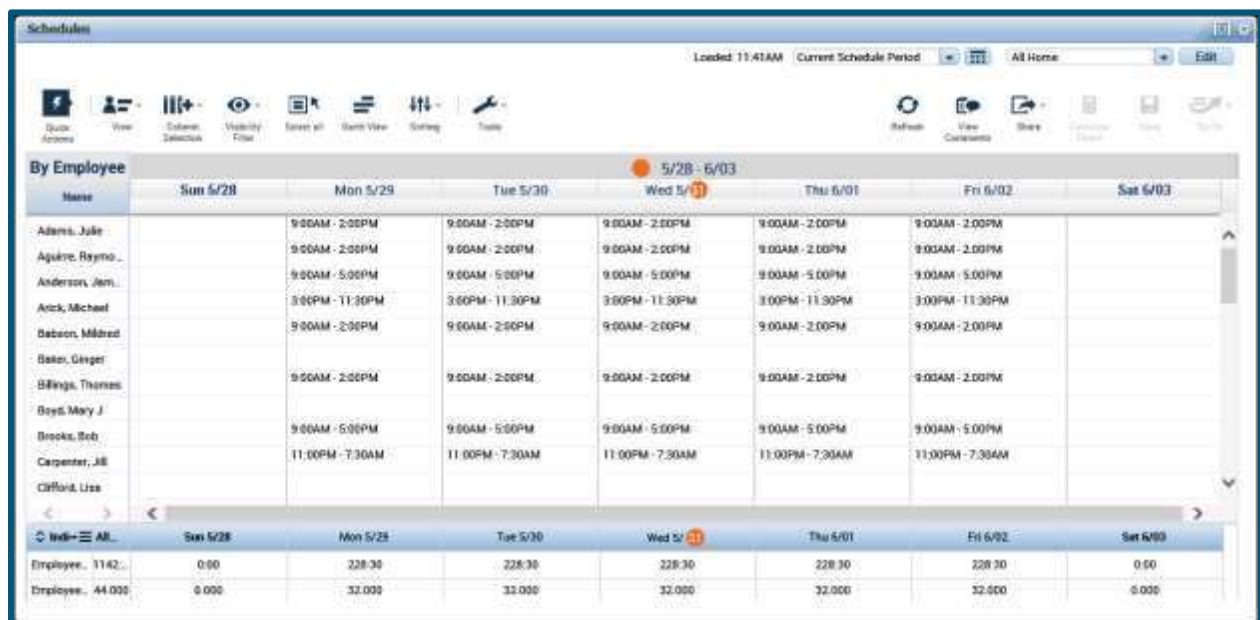 Schedules
Loaded: 11:41AM Current Schedule Period All Home Edit
Quick Actions View Column Selection Visibility Filter Select all Gantt View Sorting Tools Refresh View Comments Share
By Employee 5/28 - 6/03
Name Sun 5/28 Mon 5/29 Tue 5/30 Wed 5/31 Thu 6/01 Fri 6/02 Sat 6/03
Adams, Julie 9:00AM - 2:00PM 9:00AM - 2:00PM 9:00AM - 2:00PM 9:00AM - 2:00PM 9:00AM - 2:00PM
Aguirre, Raymo... 9:00AM - 2:00PM 9:00AM - 2:00PM 9:00AM - 2:00PM 9:00AM - 2:00PM 9:00AM - 2:00PM
Anderson, Jam... 9:00AM - 5:00PM 9:00AM - 5:00PM 9:00AM - 5:00PM 9:00AM - 5:00PM 9:00AM - 5:00PM
Arick, Michael 3:00PM - 11:30PM 3:00PM - 11:30PM 3:00PM - 11:30PM 3:00PM - 11:30PM 3:00PM - 11:30PM
Babson, Mildred 9:00AM - 2:00PM 9:00AM - 2:00PM 9:00AM - 2:00PM 9:00AM - 2:00PM 9:00AM - 2:00PM
Baker, Ginger
Billings, Thomas 9:00AM - 2:00PM 9:00AM - 2:00PM 9:00AM - 2:00PM 9:00AM - 2:00PM 9:00AM - 2:00PM
Boyd, Mary J
Brooks, Bob 9:00AM - 5:00PM 9:00AM - 5:00PM 9:00AM - 5:00PM 9:00AM - 5:00PM 9:00AM - 5:00PM
Carpenter, Jill 11:00PM - 7:30AM 11:00PM - 7:30AM 11:00PM - 7:30AM 11:00PM - 7:30AM 11:00PM - 7:30AM
Clifford, Lisa
Indi All... Sun 5/28 Mon 5/29 Tue 5/30 Wed 5/31 Thu 6/01 Fri 6/02 Sat 6/03
Employee... 1142:... 0:00 228:30 228:30 228:30 228:30 228:30 0:00
Employee... 44.000 0.000 32.000 32.000 32.000 32.000 32.000 0.000